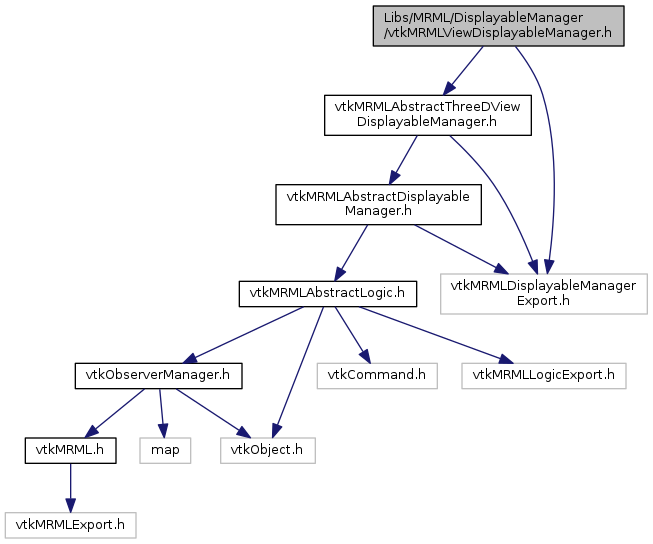 Libs/MRML/DisplayableManager
/vtkMRMLViewDisplayableManager.h
vtkMRMLAbstractThreeDView
DisplayableManager.h
vtkMRMLAbstractDisplayable
Manager.h
vtkMRMLDisplayableManager
Export.h
vtkMRMLAbstractLogic.h
vtkObserverManager.h
vtkCommand.h
vtkMRMLLogicExport.h
vtkMRML.h
map
vtkObject.h
vtkMRMLExport.h